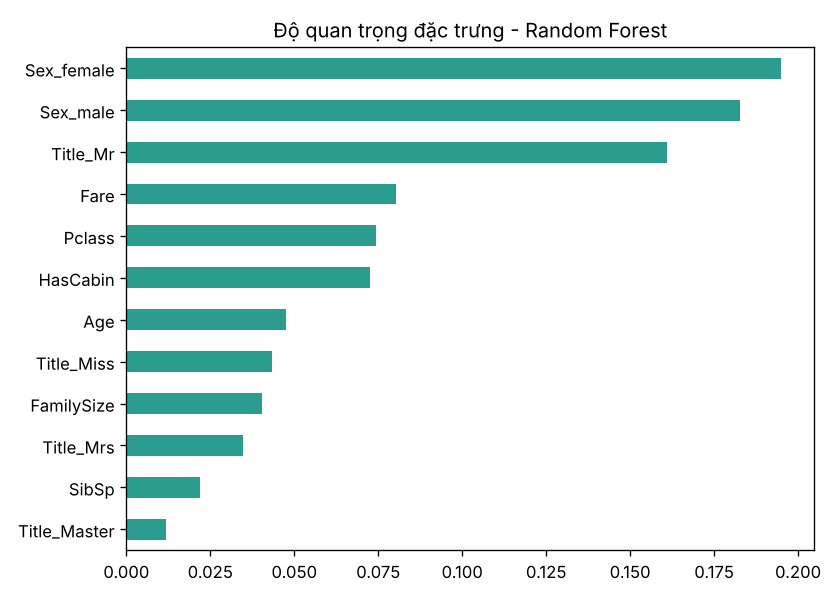 Độ quan trọng đặc trưng - Random Forest
Sex_female
Sex_male
Title_Mr
Fare
Pclass
HasCabin
Age
Title_Miss
FamilySize
Title_Mrs
SibSp
Title_Master
0.000 0.025 0.050 0.075 0.100 0.125 0.150 0.175 0.200